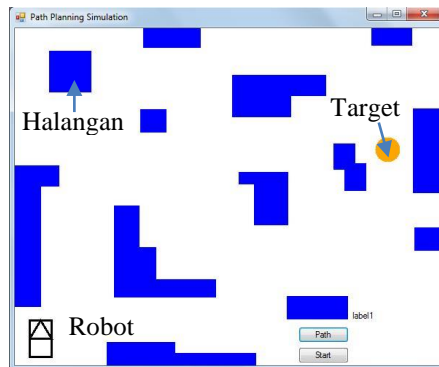 Path Planning Simulation
Target
Halangan
label1
Robot
Path
Start